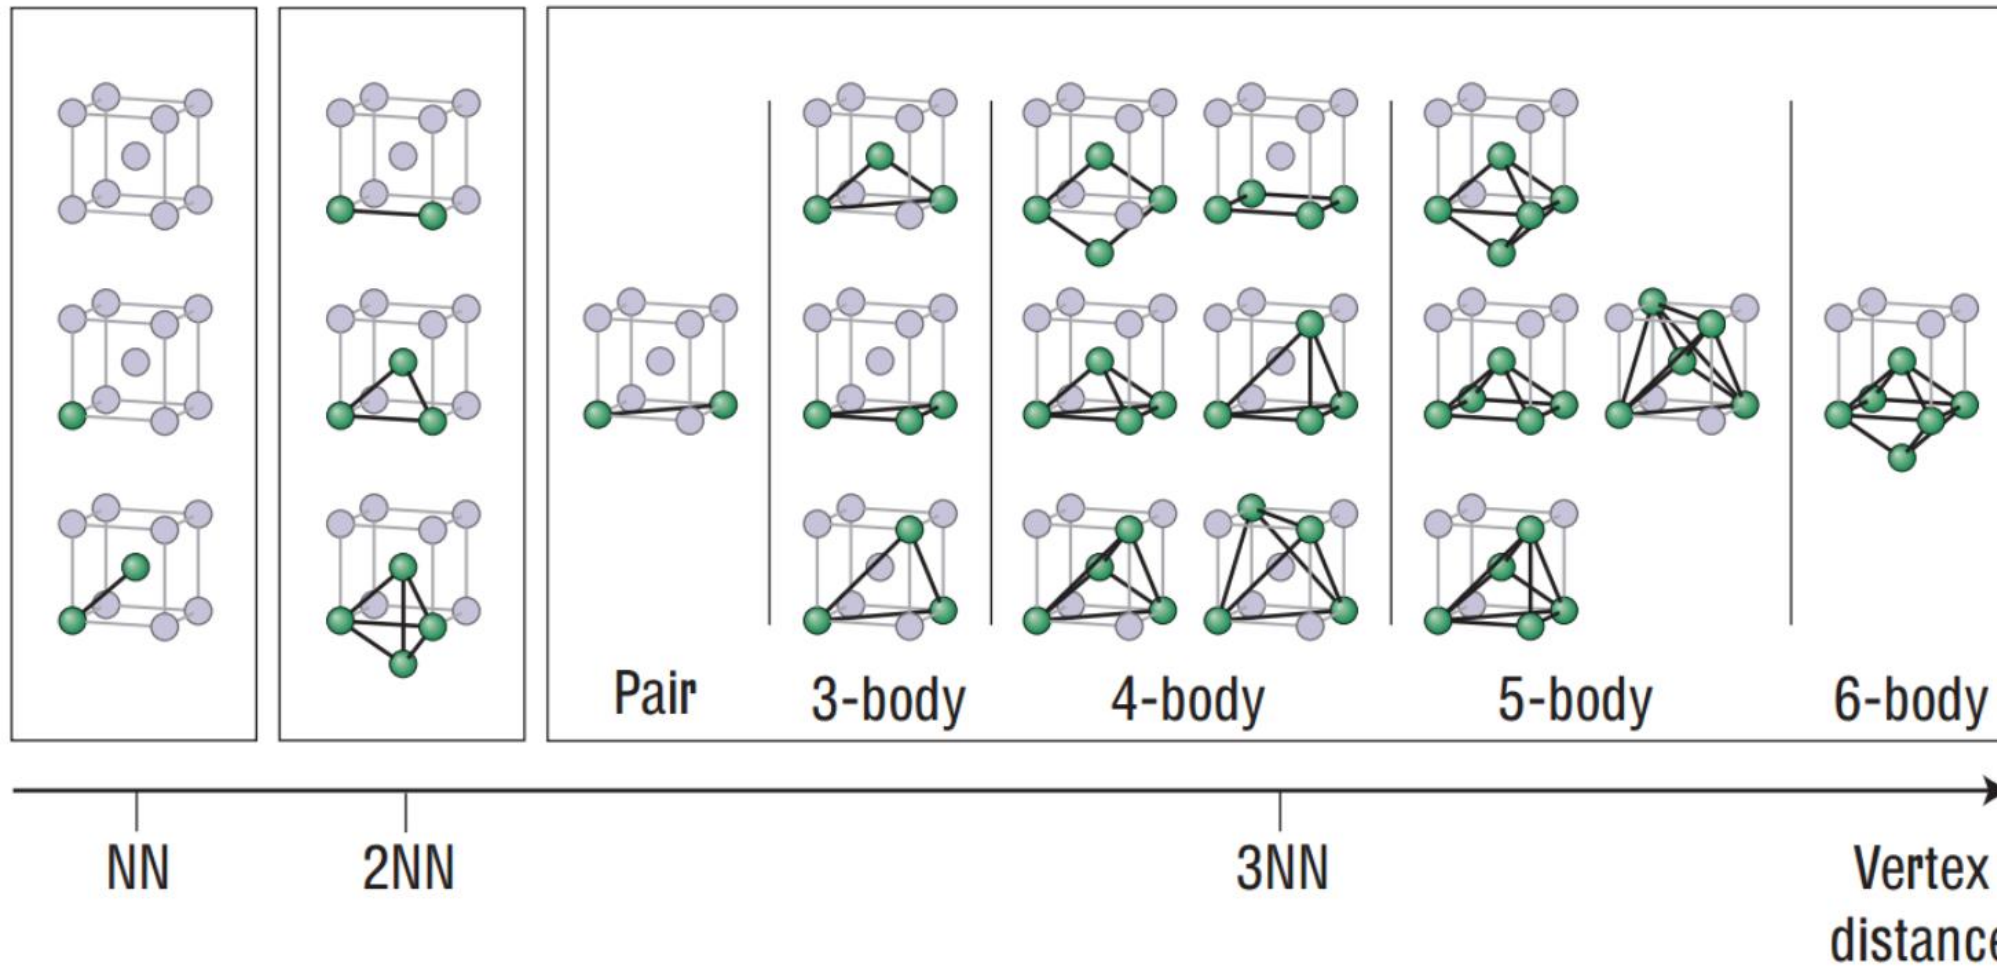 Pair
3-body
4-body
5-body
6-body
NN
2NN
3NN
Vertex
distance